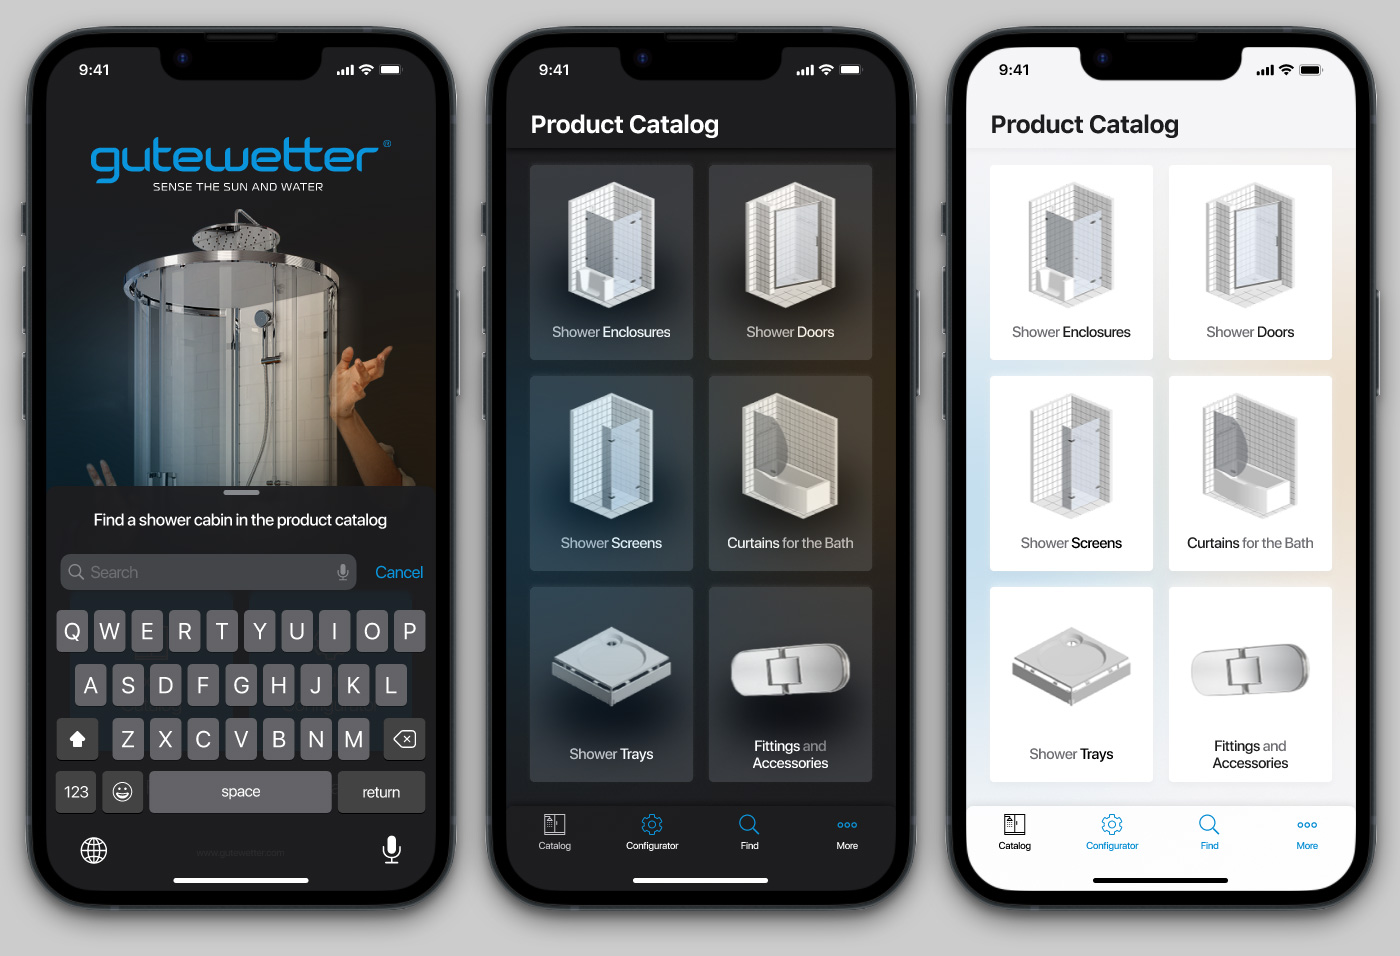 9:41
gutewetter®
SENSE THE SUN AND WATER
Find a shower cabin in the product catalog
Search
Cancel
Q W E R T Y U I O P
A S D F G H J K L
Z X C V B N M
123
space
return
www.gutewetter.com
9:41
Product Catalog
Shower Enclosures
Shower Doors
Shower Screens
Curtains for the Bath
Shower Trays
Fittings and
Accessories
Catalog
Configurator
Find
More
9:41
Product Catalog
Shower Enclosures
Shower Doors
Shower Screens
Curtains for the Bath
Shower Trays
Fittings and
Accessories
Catalog
Configurator
Find
More